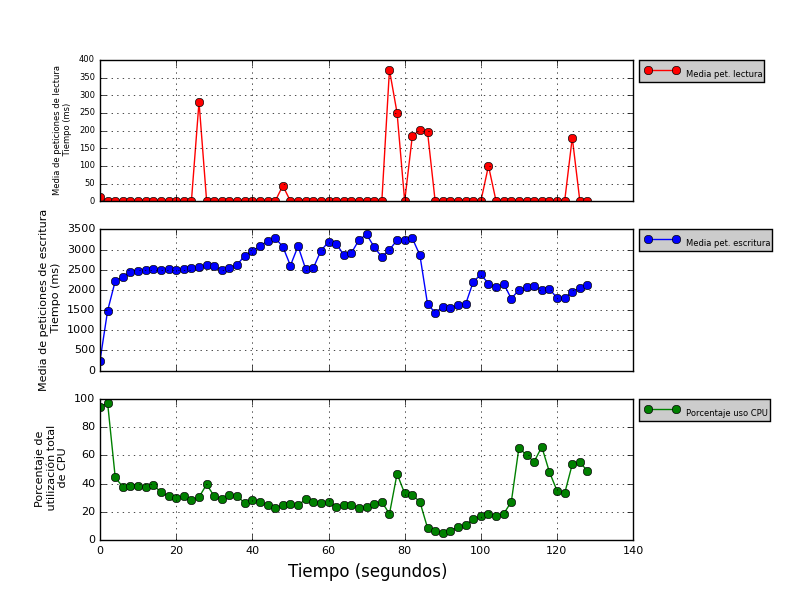 400
350
300
250
200
150
100
50
0
Media de peticiones de lectura
Tiempo (ms)
Media pet. lectura
3500
3000
2500
2000
1500
1000
500
0
Media de peticiones de escritura
Tiempo (ms)
Media pet. escritura
100
80
60
40
20
0
Porcentaje de
utilización total
de CPU
Porcentaje uso CPU
0 20 40 60 80 100 120 140
Tiempo (segundos)